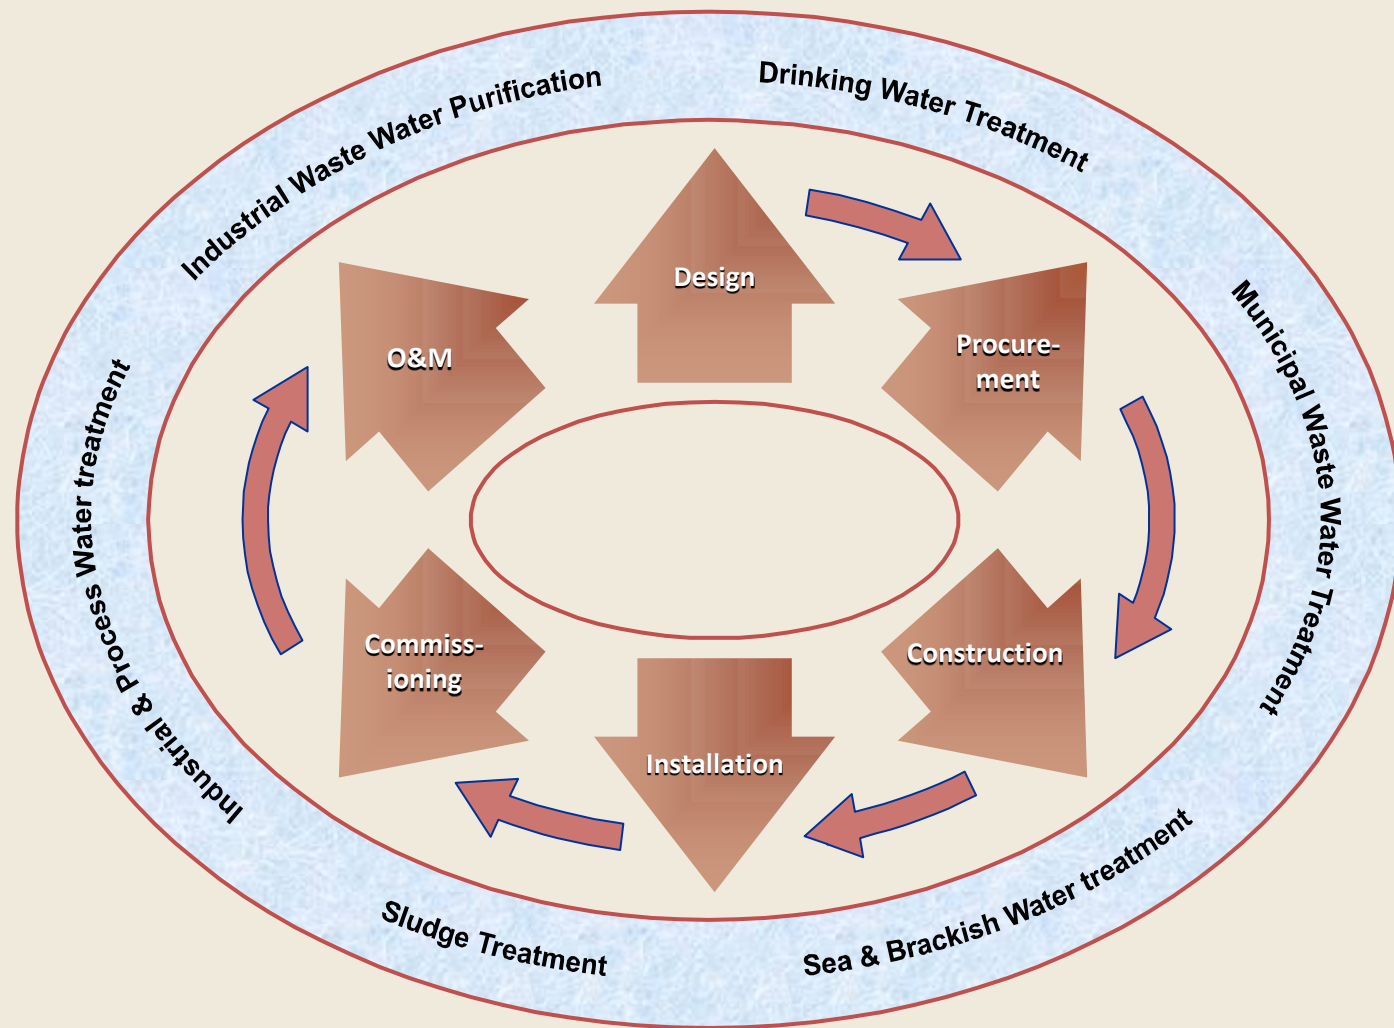 Industrial Waste Water Purification
Drinking Water Treatment
Municipal Waste Water Treatment
Sea & Brackish Water treatment
Sludge Treatment
Industrial & Process Water treatment
Design
Procure-
ment
Construction
Installation
Commiss-
ioning
O&M